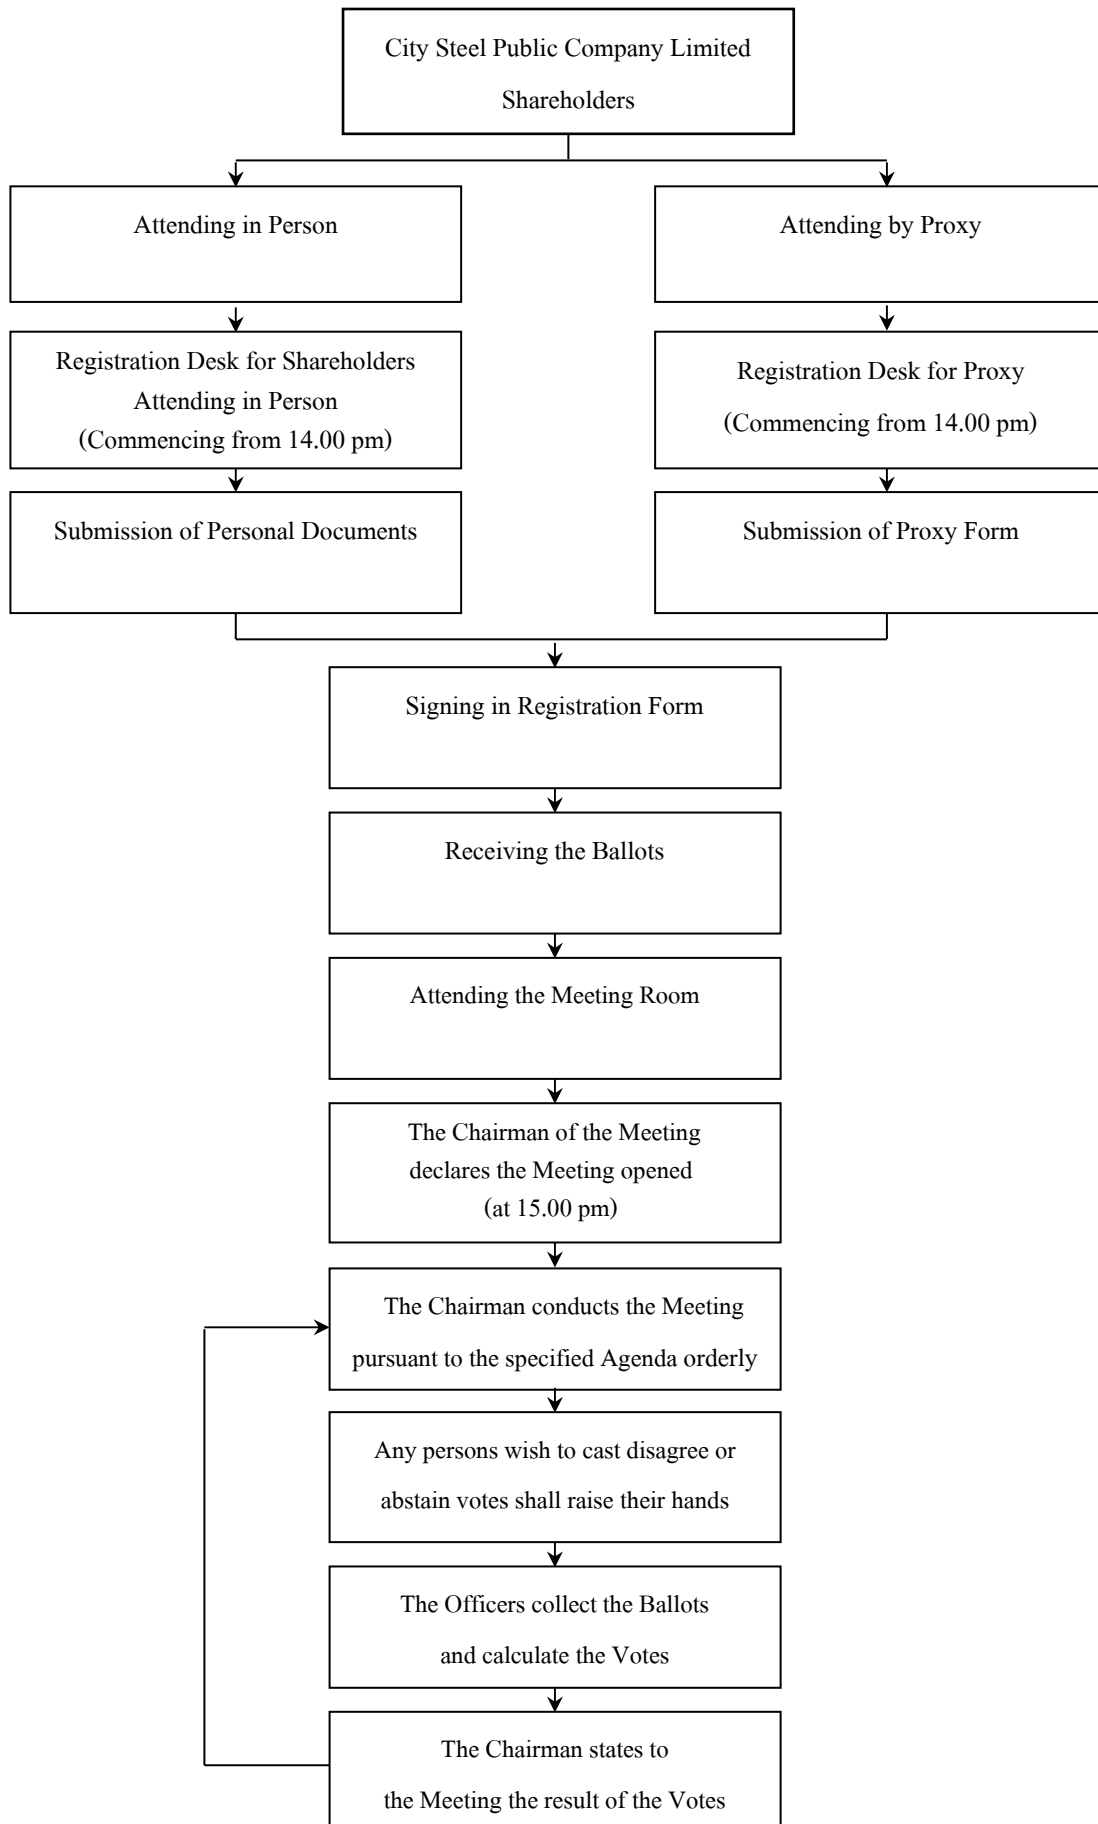 City Steel Public Company Limited
Shareholders
Attending in Person
Attending by Proxy
Registration Desk for Shareholders
Attending in Person
(Commencing from 14.00 pm)
Registration Desk for Proxy
(Commencing from 14.00 pm)
Submission of Personal Documents
Submission of Proxy Form
Signing in Registration Form
Receiving the Ballots
Attending the Meeting Room
The Chairman of the Meeting
declares the Meeting opened
(at 15.00 pm)
The Chairman conducts the Meeting
pursuant to the specified Agenda orderly
Any persons wish to cast disagree or
abstain votes shall raise their hands
The Officers collect the Ballots
and calculate the Votes
The Chairman states to
the Meeting the result of the Votes